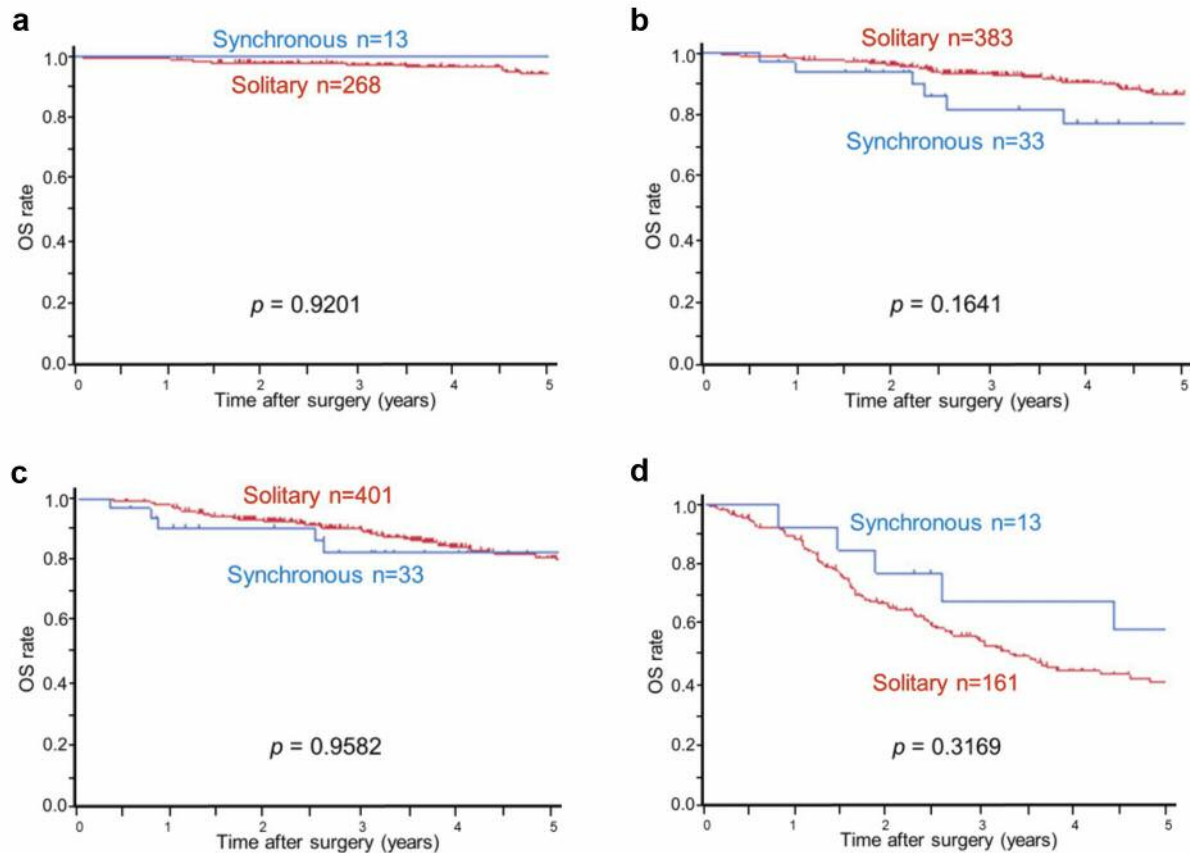 a
Synchronous n=13
Solitary n=268
OS rate
1.0
0.8
0.6
0.4
0.2
0.0
p = 0.9201
0 1 2 3 4 5
Time after surgery (years)
b
Solitary n=383
Synchronous n=33
OS rate
1.0
0.8
0.6
0.4
0.2
0.0
p = 0.1641
0 1 2 3 4 5
Time after surgery (years)
c
Solitary n=401
Synchronous n=33
OS rate
1.0
0.8
0.6
0.4
0.2
0.0
p = 0.9582
0 1 2 3 4 5
Time after surgery (years)
d
Synchronous n=13
Solitary n=161
OS rate
1.0
0.8
0.6
0.4
0.2
0.0
p = 0.3169
0 1 2 3 4 5
Time after surgery (years)